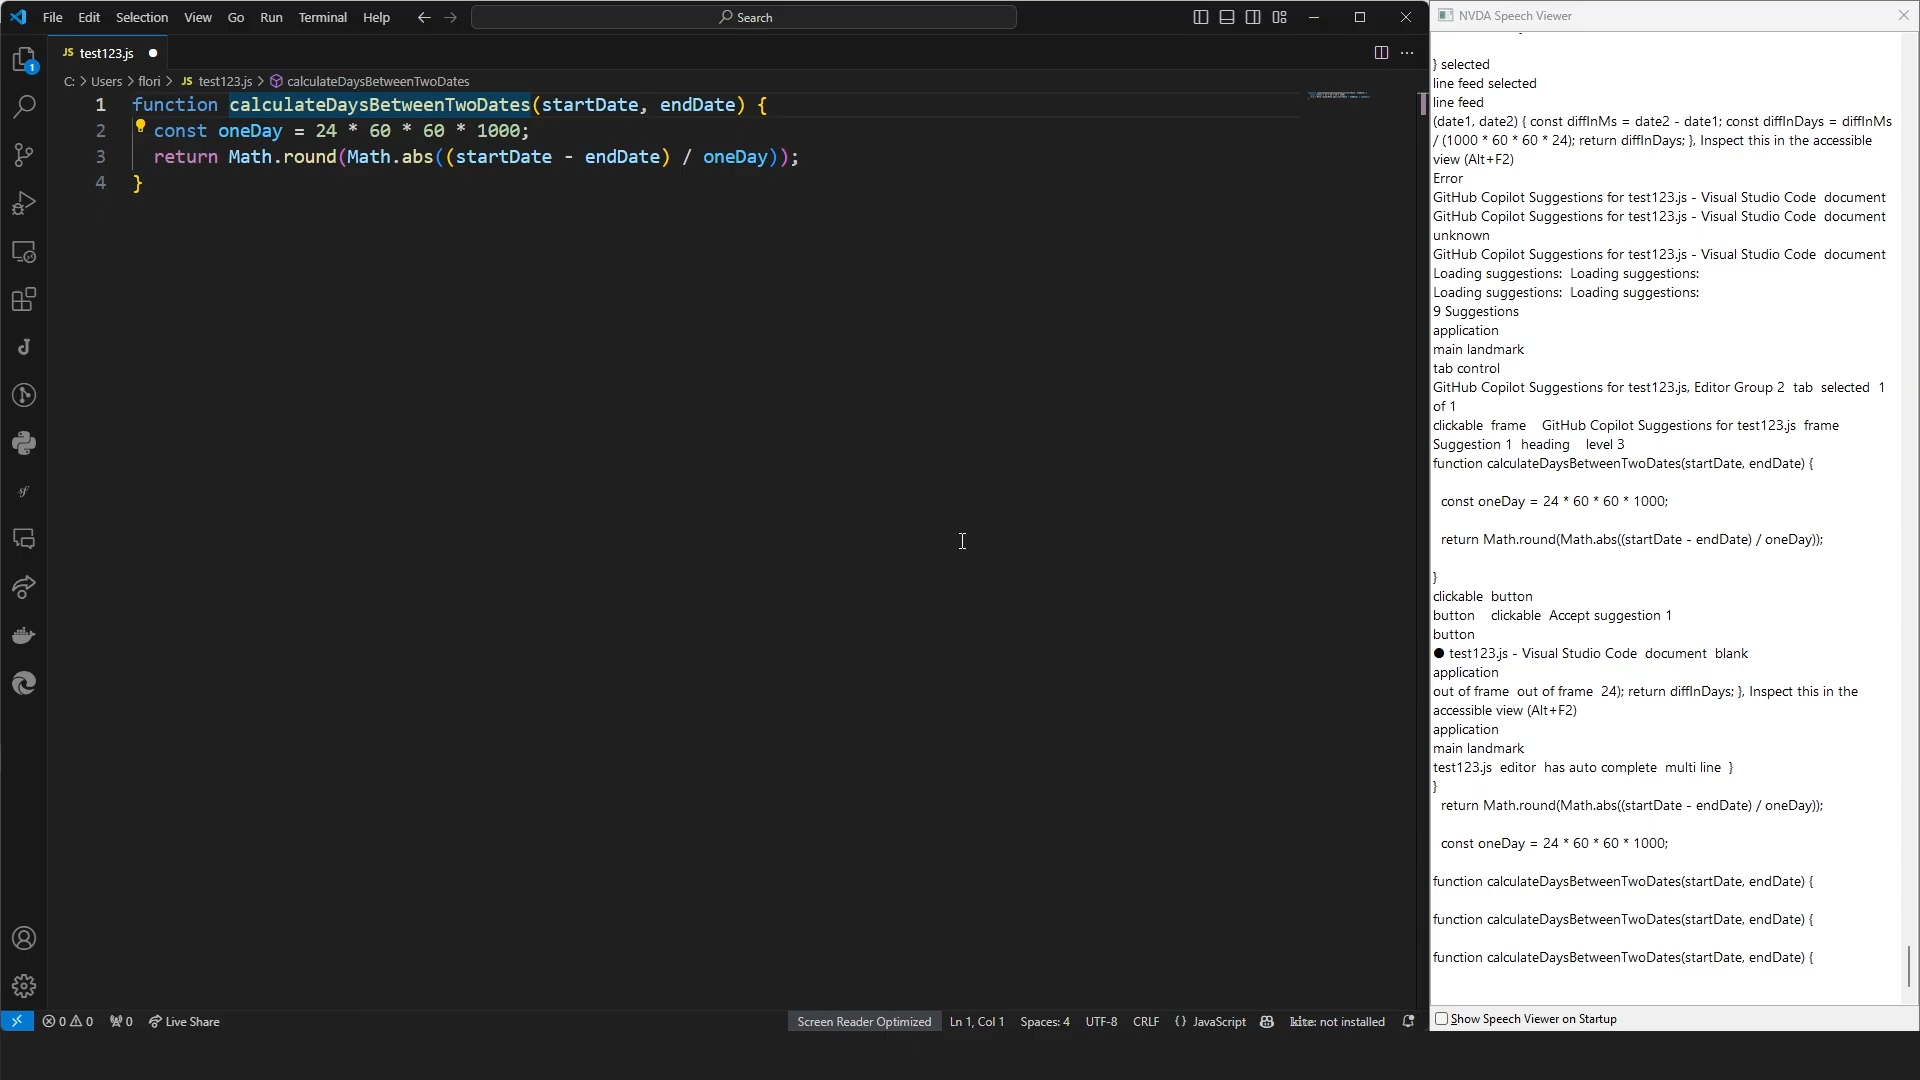 File Edit Selection View Go Run Terminal Help
Search
JS test123.js
C: > Users > flori > JS test123.js > calculateDaysBetweenTwoDates
1 function calculateDaysBetweenTwoDates(startDate, endDate) {
2 const oneDay = 24 * 60 * 60 * 1000;
3 return Math.round(Math.abs((startDate - endDate) / oneDay));
4 }
1
0 0 0 Live Share
Screen Reader Optimized Ln 1, Col 1 Spaces: 4 UTF-8 CRLF {} JavaScript kite: not installed
NVDA Speech Viewer
} selected
line feed selected
line feed
(date1, date2) { const diffInMs = date2 - date1; const diffInDays = diffInMs
/ (1000 * 60 * 60 * 24); return diffInDays; }, Inspect this in the accessible
view (Alt+F2)
Error
GitHub Copilot Suggestions for test123.js - Visual Studio Code document
GitHub Copilot Suggestions for test123.js - Visual Studio Code document
unknown
GitHub Copilot Suggestions for test123.js - Visual Studio Code document
Loading suggestions: Loading suggestions:
Loading suggestions: Loading suggestions:
9 Suggestions
application
main landmark
tab control
GitHub Copilot Suggestions for test123.js, Editor Group 2 tab selected 1
of 1
clickable frame GitHub Copilot Suggestions for test123.js frame
Suggestion 1 heading level 3
function calculateDaysBetweenTwoDates(startDate, endDate) {
const oneDay = 24 * 60 * 60 * 1000;
return Math.round(Math.abs((startDate - endDate) / oneDay));
}
clickable button
button clickable Accept suggestion 1
button
● test123.js - Visual Studio Code document blank
application
out of frame out of frame 24); return diffInDays; }, Inspect this in the
accessible view (Alt+F2)
application
main landmark
test123.js editor has auto complete multi line }
}
return Math.round(Math.abs((startDate - endDate) / oneDay));
const oneDay = 24 * 60 * 60 * 1000;
function calculateDaysBetweenTwoDates(startDate, endDate) {
function calculateDaysBetweenTwoDates(startDate, endDate) {
function calculateDaysBetweenTwoDates(startDate, endDate) {
Show Speech Viewer on Startup